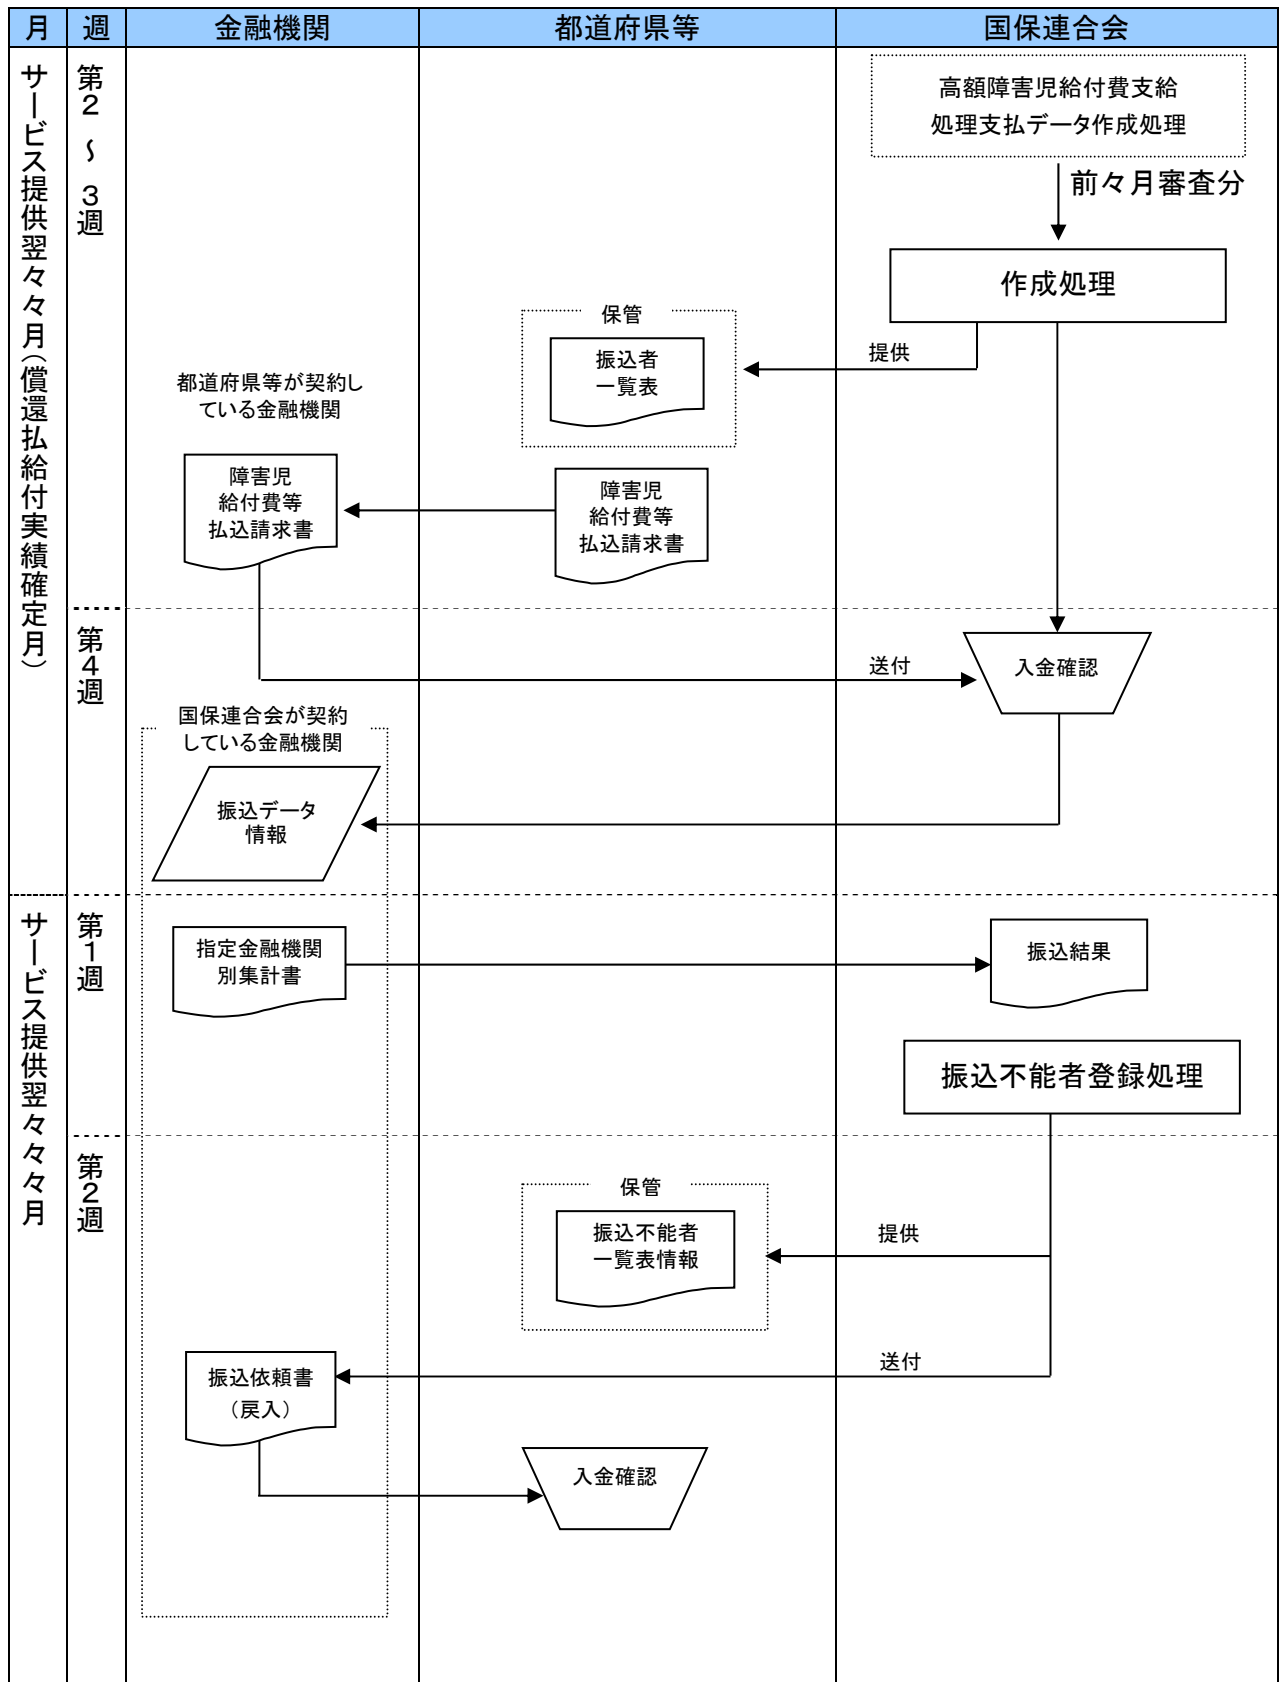 月 週 金融機関 都道府県等 国保連合会
サービス提供翌々月（償還払給付実績確定月）
第２～３週
高額障害児給付費支給
処理支払データ作成処理
前々月審査分
作成処理
保管
振込者
一覧表
提供
都道府県等が契約し
ている金融機関
障害児
給付費等
払込請求書
障害児
給付費等
払込請求書
第４週
送付
入金確認
国保連合会が契約
している金融機関
振込データ
情報
サービス提供翌々々月
第１週
指定金融機関
別集計書
振込結果
振込不能者登録処理
第２週
保管
振込不能者
一覧表情報
提供
送付
振込依頼書
（戻入）
入金確認